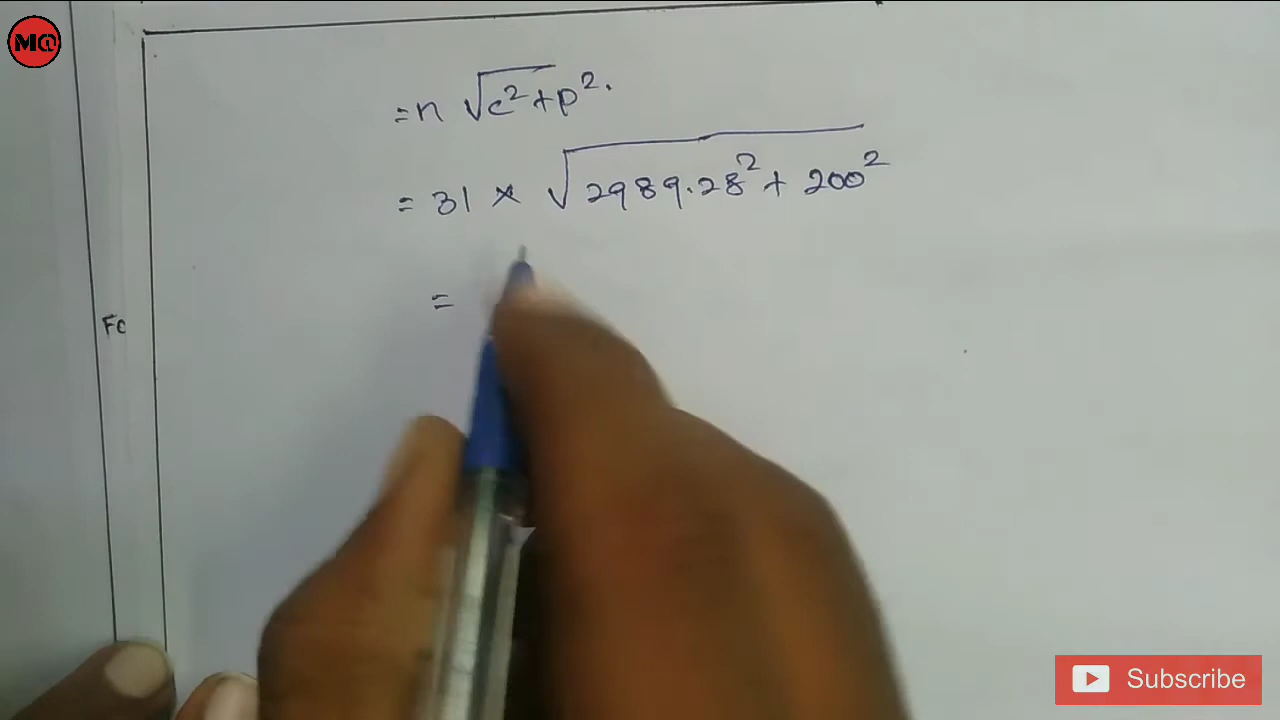 M@
= n √c²+p².
= 31 × √2989.28² + 200²
=
Fc
Subscribe